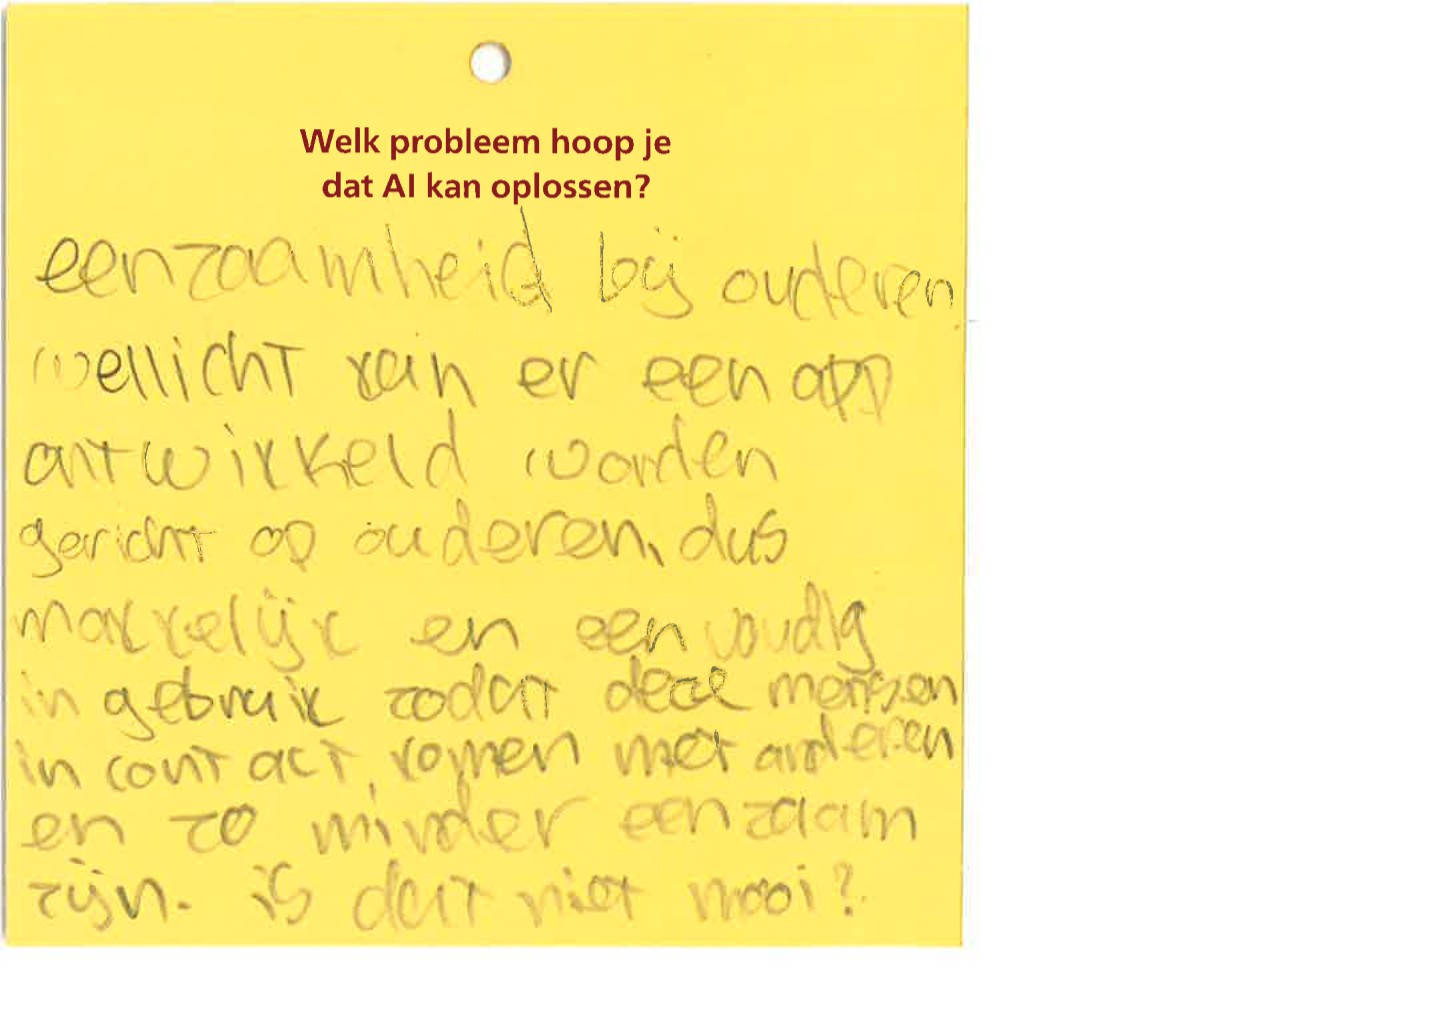 Welk probleem hoop je
dat AI kan oplossen?
eenzaamheid bij ouderen
wellicht kan er een app
ontwikkeld worden
gericht op ouderen, dus
makkelijk en eenvoudig
in gebruik zodat deze mensen
in contact komen met anderen
en zo minder eenzaam
zijn. is dat niet mooi?